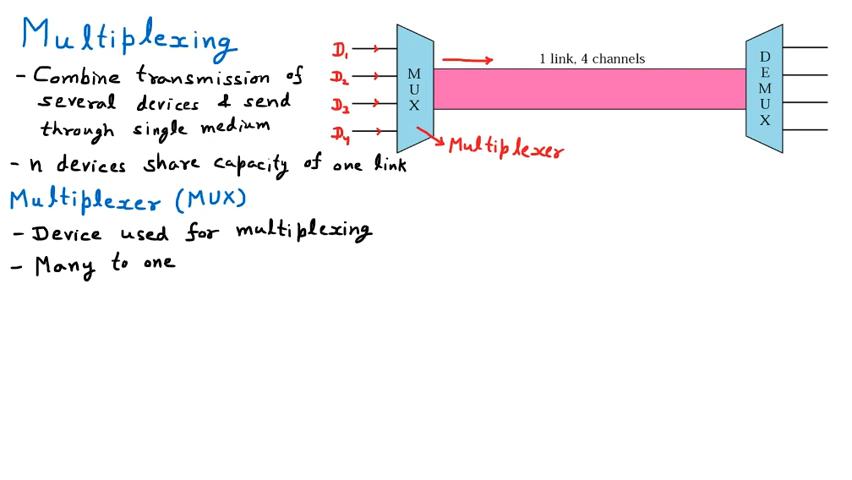 Multiplexing
- Combine transmission of
several devices & send
through single medium
- n devices share capacity of one link
Multiplexer (MUX)
- Device used for multiplexing
- Many to one
D1
D2
D3
D4
MUX
1 link, 4 channels
Multiplexer
DEMUX